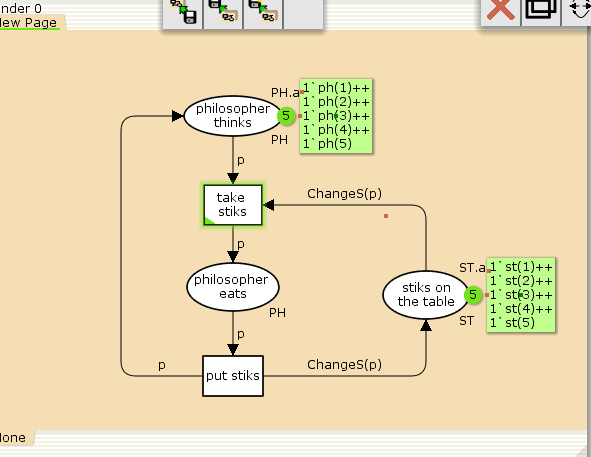 nder 0
ew Page
philosopher
thinks
PH.a
5
1`ph(1)++
1`ph(2)++
1`ph(3)++
1`ph(4)++
1`ph(5)
PH
p
take
stiks
ChangeS(p)
p
philosopher
eats
PH
stiks on
the table
ST.a
5
1`st(1)++
1`st(2)++
1`st(3)++
1`st(4)++
1`st(5)
ST
p
p
put stiks
ChangeS(p)
lone